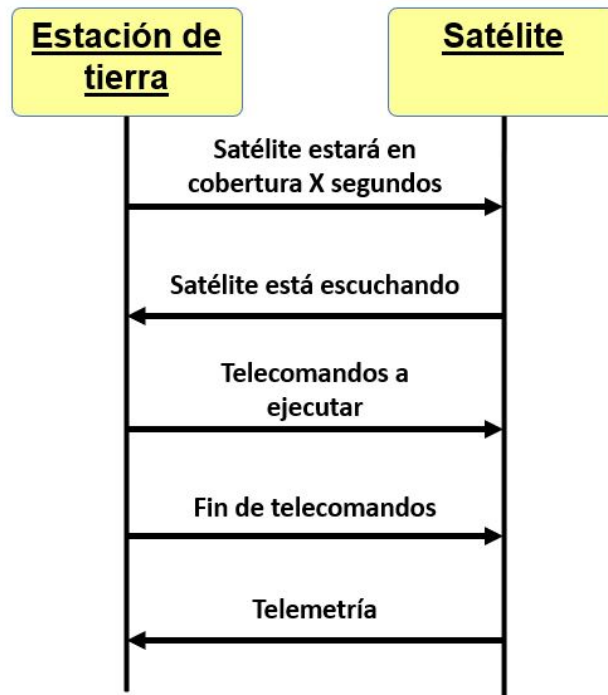 Estación de
tierra
Satélite
Satélite estará en
cobertura X segundos
Satélite está escuchando
Telecomandos a
ejecutar
Fin de telecomandos
Telemetría